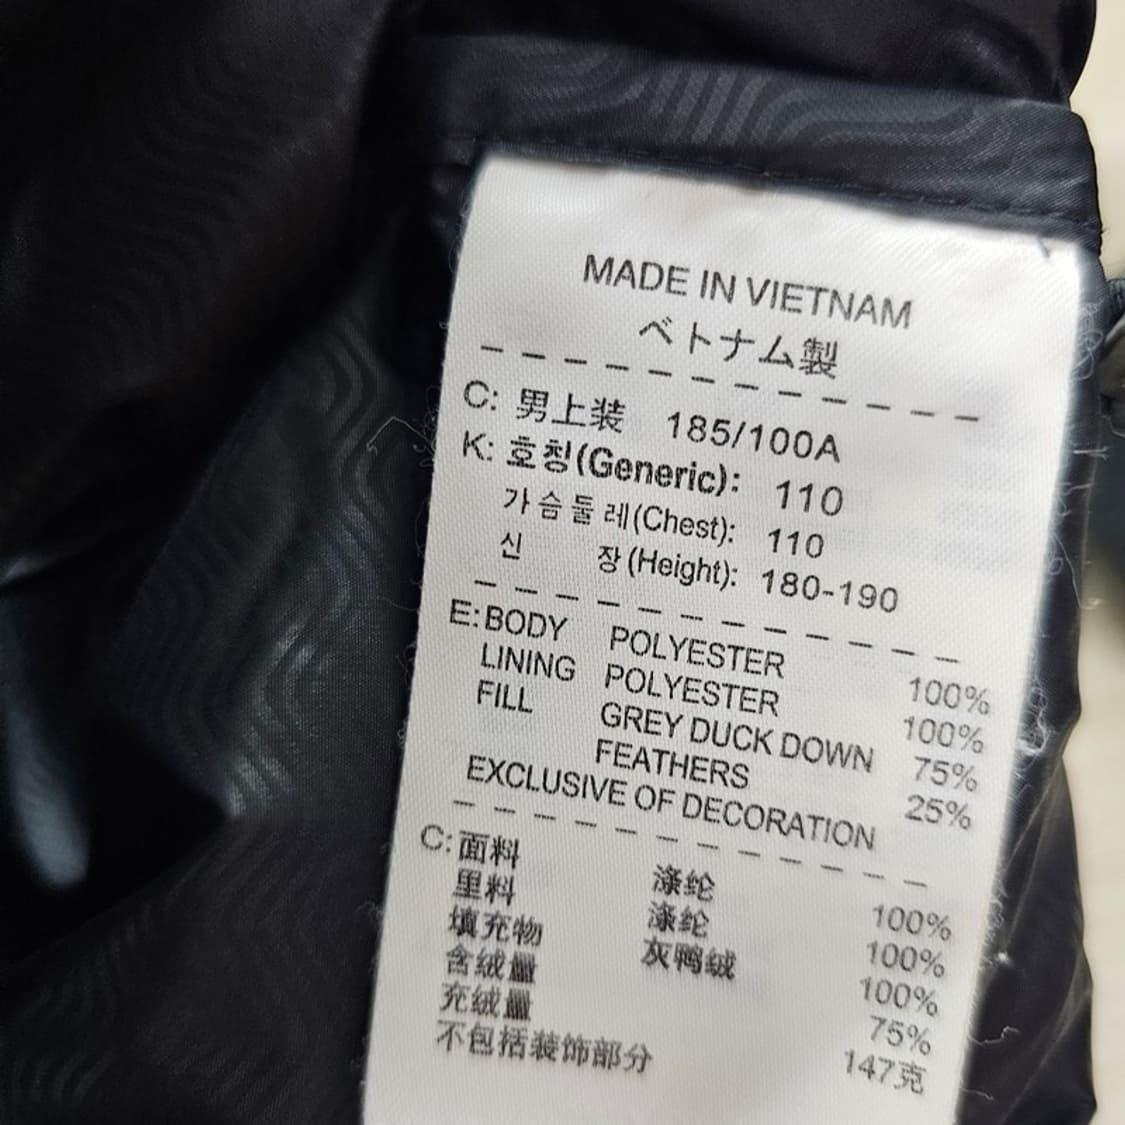 MADE IN VIETNAM
ベトナム製
C: 男上装 185/100A
K: 호칭(Generic): 110
가슴둘레(Chest): 110
신 장(Height): 180-190
E: BODY POLYESTER 100%
LINING POLYESTER 100%
FILL GREY DUCK DOWN 75%
FEATHERS 25%
EXCLUSIVE OF DECORATION
C: 面料 涤纶 100%
里料 涤纶 100%
填充物 灰鸭绒 100%
含绒量 75%
充绒量 147克
不包括装饰部分